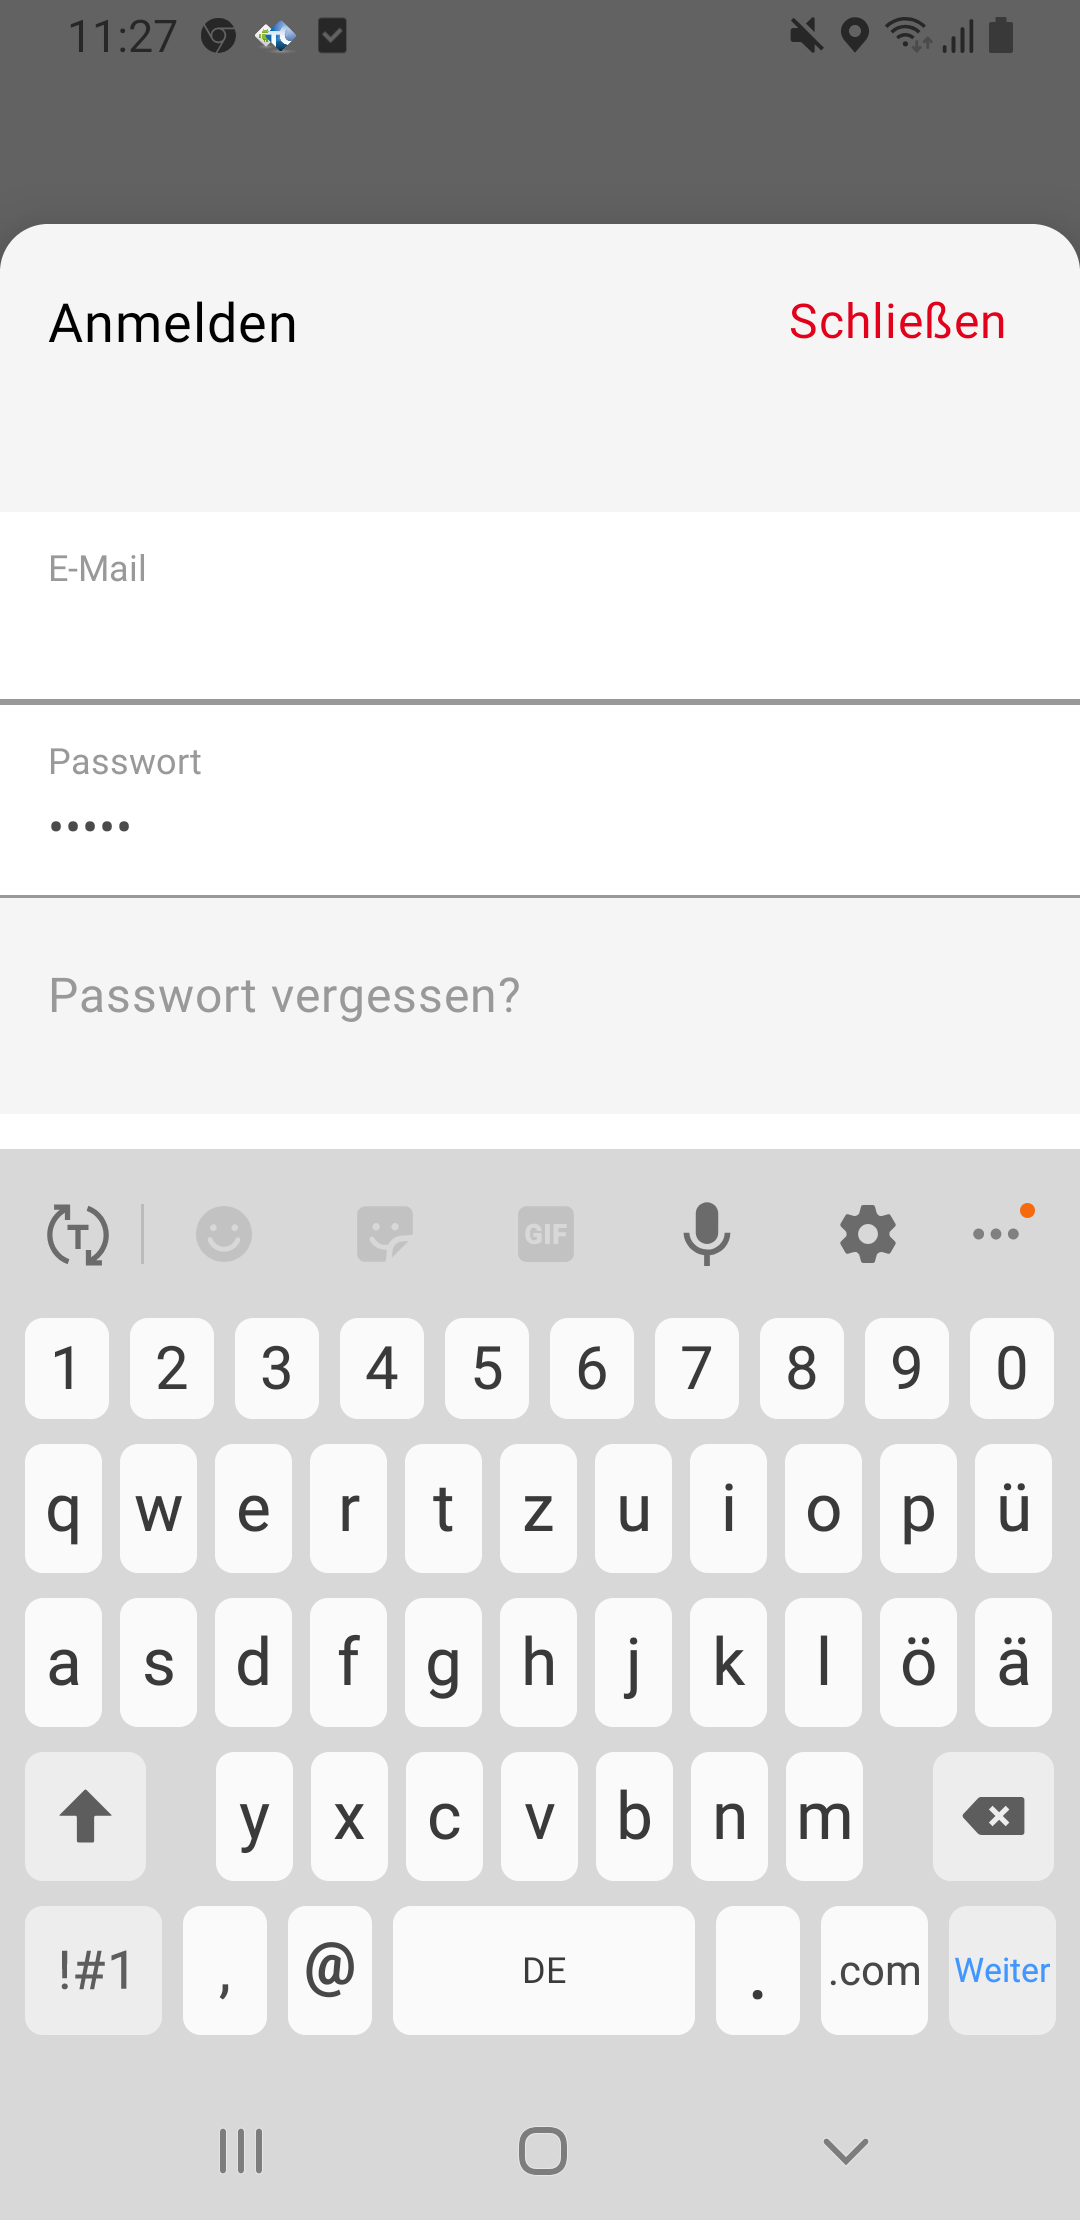 11:27
Anmelden
Schließen
E-Mail
Passwort
•••••
Passwort vergessen?
T
GIF
1 2 3 4 5 6 7 8 9 0
q w e r t z u i o p ü
a s d f g h j k l ö ä
y x c v b n m
!#1 , @ DE . .com Weiter